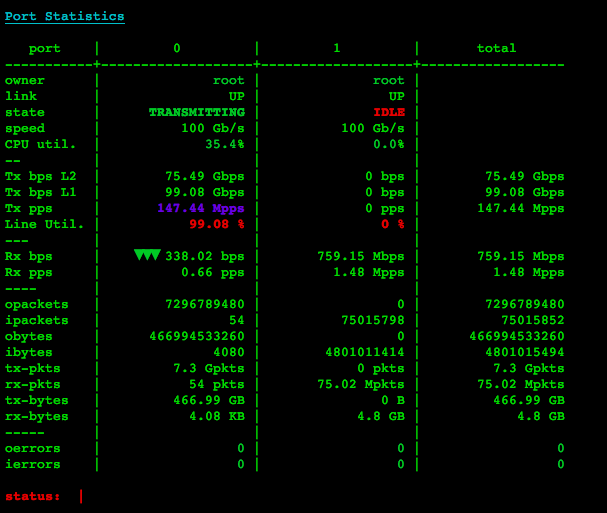 Port Statistics
port | 0 | 1 | total
-----------+-------------------+-------------------+------------------
owner | root | root |
link | UP | UP |
state | TRANSMITTING | IDLE |
speed | 100 Gb/s | 100 Gb/s |
CPU util. | 35.4% | 0.0% |
-- | | |
Tx bps L2 | 75.49 Gbps | 0 bps | 75.49 Gbps
Tx bps L1 | 99.08 Gbps | 0 bps | 99.08 Gbps
Tx pps | 147.44 Mpps | 0 pps | 147.44 Mpps
Line Util. | 99.08 % | 0 % |
--- | | |
Rx bps | ▼▼▼ 338.02 bps | 759.15 Mbps | 759.15 Mbps
Rx pps | 0.66 pps | 1.48 Mpps | 1.48 Mpps
---- | | |
opackets | 7296789480 | 0 | 7296789480
ipackets | 54 | 75015798 | 75015852
obytes | 466994533260 | 0 | 466994533260
ibytes | 4080 | 4801011414 | 4801015494
tx-pkts | 7.3 Gpkts | 0 pkts | 7.3 Gpkts
rx-pkts | 54 pkts | 75.02 Mpkts | 75.02 Mpkts
tx-bytes | 466.99 GB | 0 B | 466.99 GB
rx-bytes | 4.08 KB | 4.8 GB | 4.8 GB
----- | | |
oerrors | 0 | 0 | 0
ierrors | 0 | 0 | 0
status: |